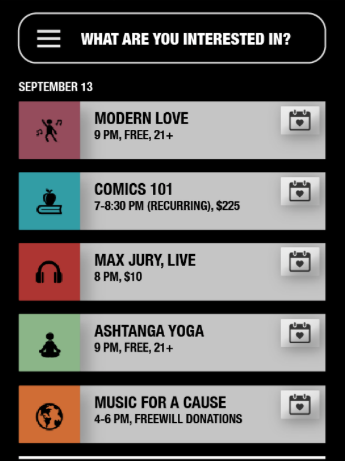 WHAT ARE YOU INTERESTED IN?
SEPTEMBER 13
MODERN LOVE
9 PM, FREE, 21+
COMICS 101
7-8:30 PM (RECURRING), $225
MAX JURY, LIVE
8 PM, $10
ASHTANGA YOGA
9 PM, FREE, 21+
MUSIC FOR A CAUSE
4-6 PM, FREEWILL DONATIONS